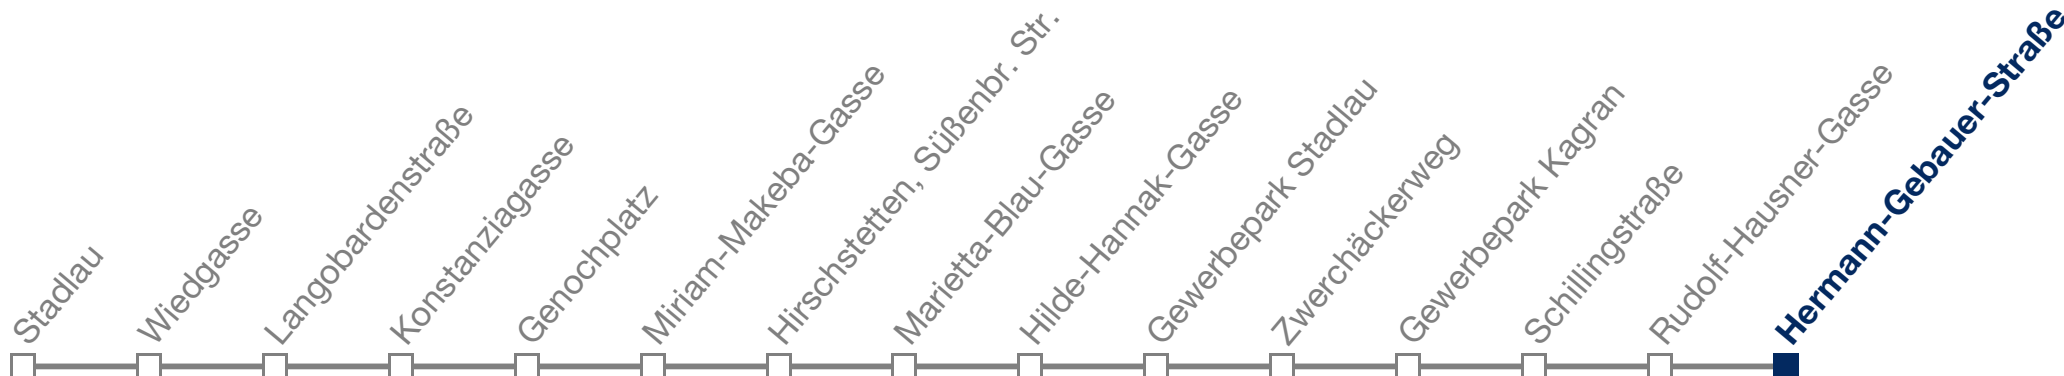 Stadlau
Wiedgasse
Langobardenstraße
Konstanziagasse
Genochplatz
Miriam-Makeba-Gasse
Hirschstetten, Süßenbr. Str.
Marietta-Blau-Gasse
Hilde-Hannak-Gasse
Gewerbepark Stadlau
Zwerchäckerweg
Gewerbepark Kagran
Schillingstraße
Rudolf-Hausner-Gasse
Hermann-Gebauer-Straße